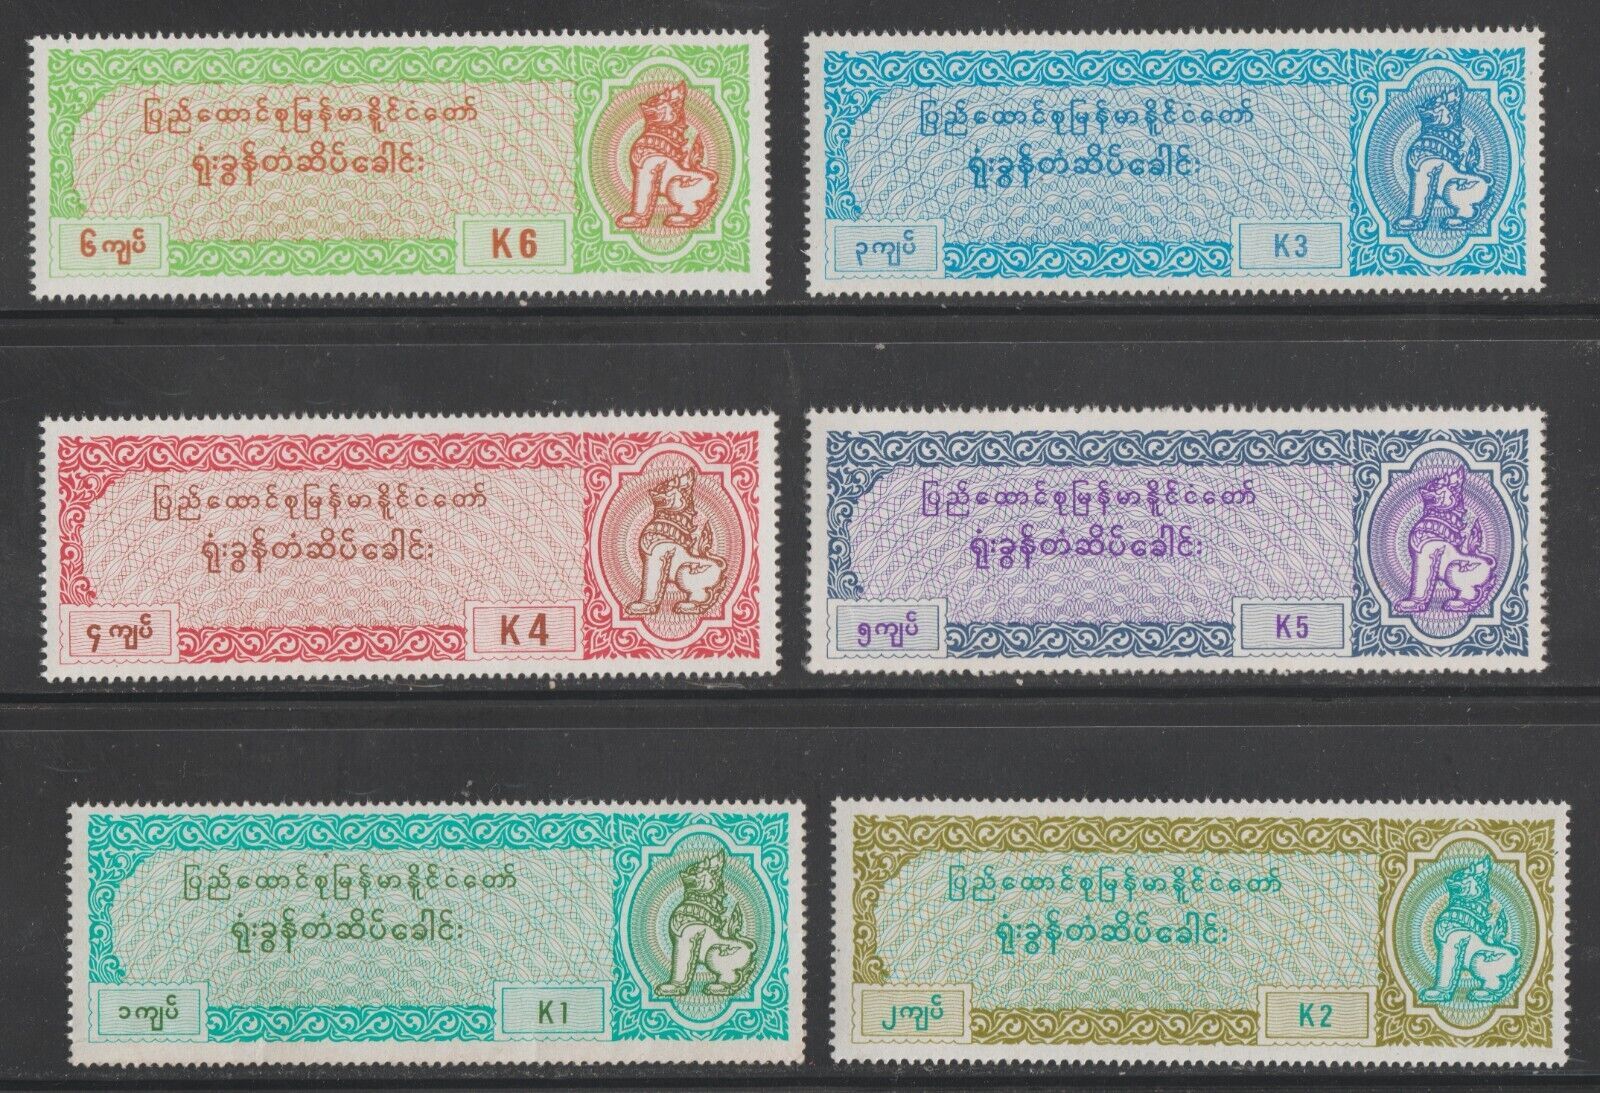 ပြည်ထောင်စုမြန်မာနိုင်ငံတော်
ရုံးခွန်တံဆိပ်ခေါင်း
၆ကျပ် K6
ပြည်ထောင်စုမြန်မာနိုင်ငံတော်
ရုံးခွန်တံဆိပ်ခေါင်း
၃ကျပ် K3
ပြည်ထောင်စုမြန်မာနိုင်ငံတော်
ရုံးခွန်တံဆိပ်ခေါင်း
၄ကျပ် K4
ပြည်ထောင်စုမြန်မာနိုင်ငံတော်
ရုံးခွန်တံဆိပ်ခေါင်း
၅ကျပ် K5
ပြည်ထောင်စုမြန်မာနိုင်ငံတော်
ရုံးခွန်တံဆိပ်ခေါင်း
၁ကျပ် K1
ပြည်ထောင်စုမြန်မာနိုင်ငံတော်
ရုံးခွန်တံဆိပ်ခေါင်း
၂ကျပ် K2